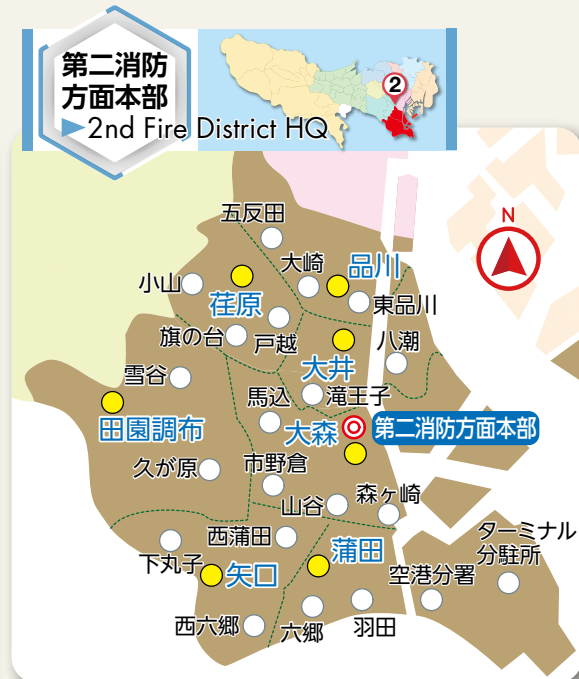 第二消防
方面本部
▶2nd Fire District HQ
2
N
五反田
大崎
品川
小山
荏原
東品川
旗の台
戸越
八潮
大井
雪谷
馬込
滝王子
田園調布
大森
第二消防方面本部
久が原
市野倉
山谷
森ヶ崎
西蒲田
蒲田
ターミナル
分駐所
下丸子
矢口
空港分署
西六郷
六郷
羽田